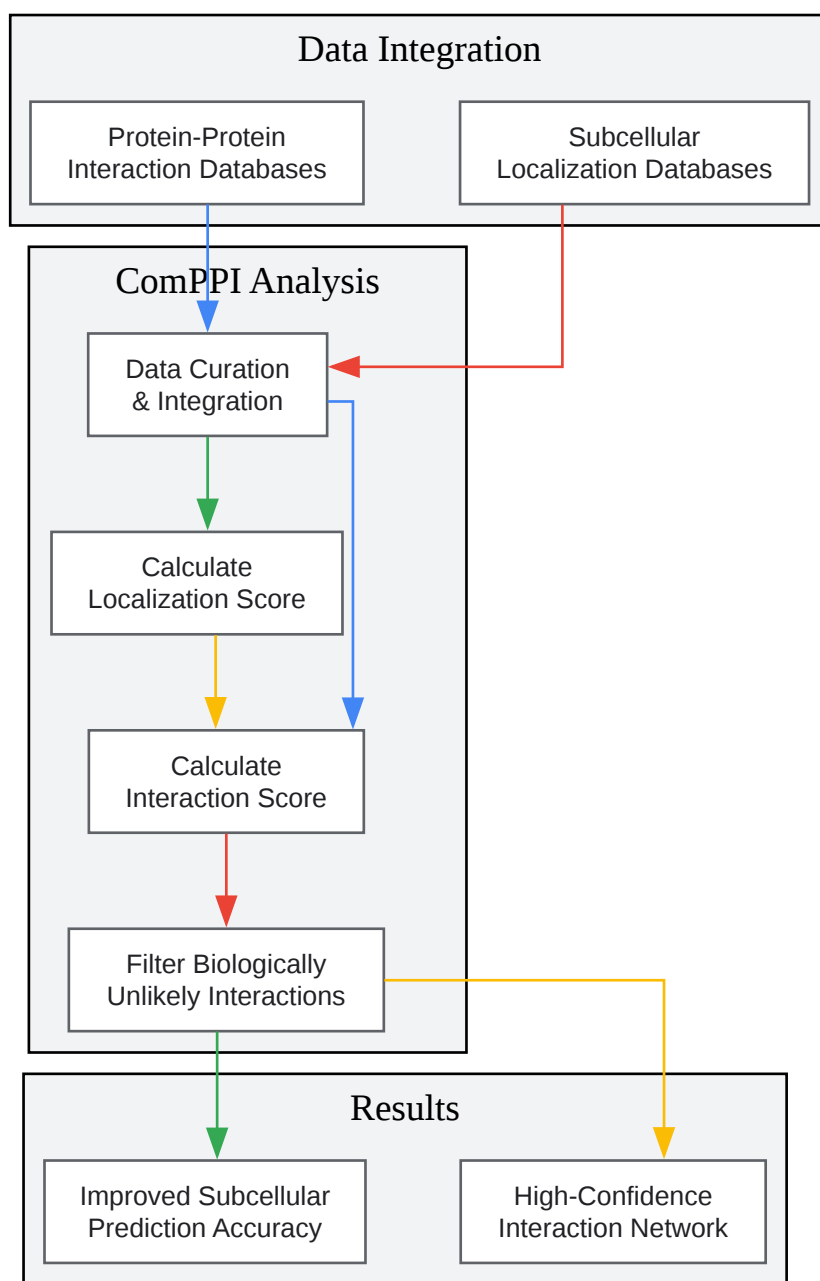 Data Integration
Protein-Protein
Interaction Databases
Subcellular
Localization Databases
ComPPI Analysis
Data Curation
& Integration
Calculate
Localization Score
Calculate
Interaction Score
Filter Biologically
Unlikely Interactions
Results
Improved Subcellular
Prediction Accuracy
High-Confidence
Interaction Network